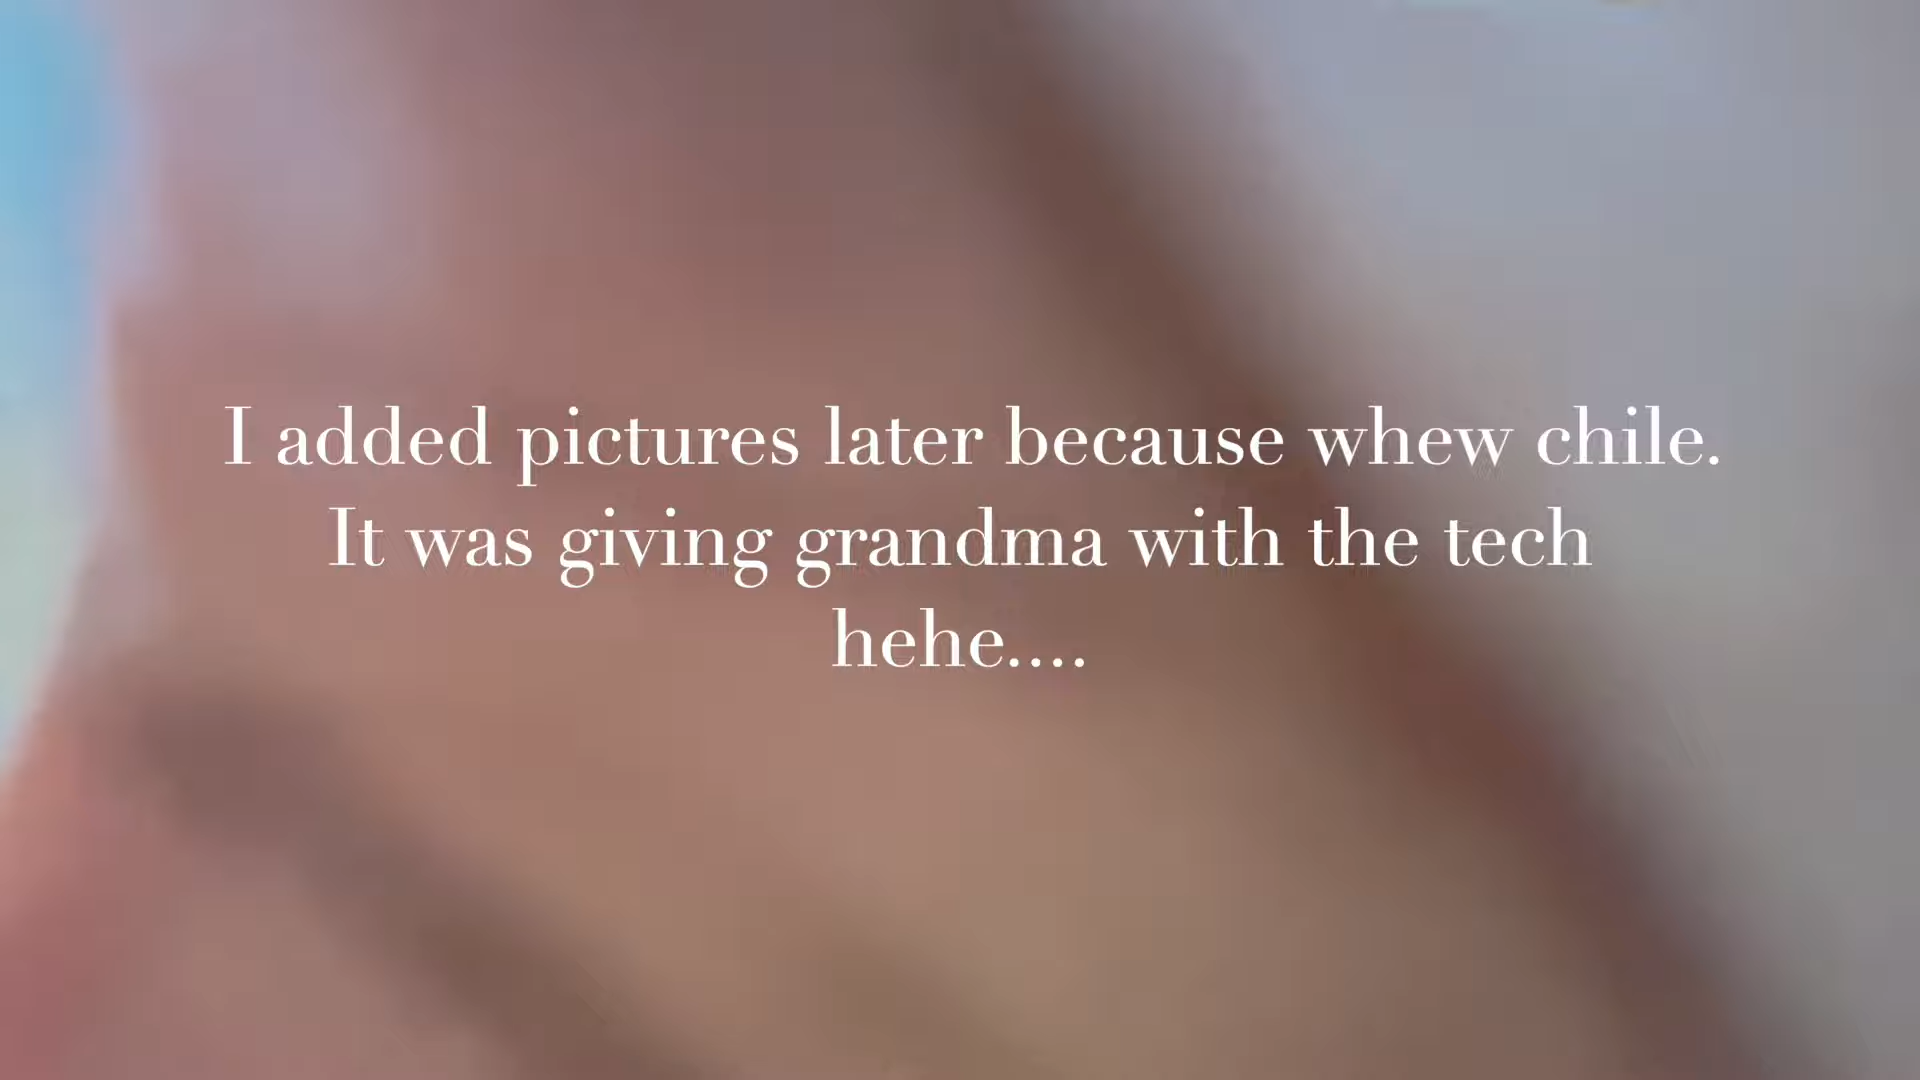 I added pictures later because whew chile.
It was giving grandma with the tech
hehe....